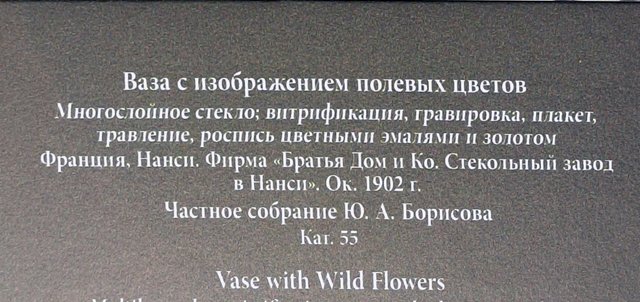 Ваза с изображением полевых цветов
Многослойное стекло; витрификация, гравировка, плакет,
травление, роспись цветными эмалями и золотом
Франция, Нанси. Фирма «Братья Дом и Ко. Стекольный завод
в Нанси». Ок. 1902 г.
Частное собрание Ю. А. Борисова
Кат. 55
Vase with Wild Flowers